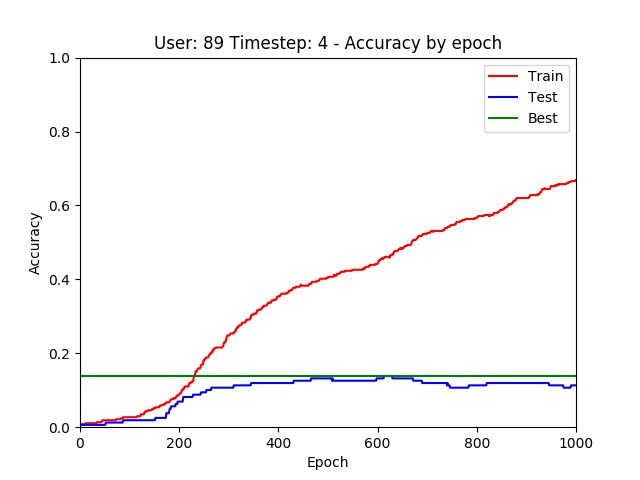 User: 89 Timestep: 4 - Accuracy by epoch
1.0
0.8
0.6
0.4
0.2
0.0
Accuracy
Train
Test
Best
0 200 400 600 800 1000
Epoch